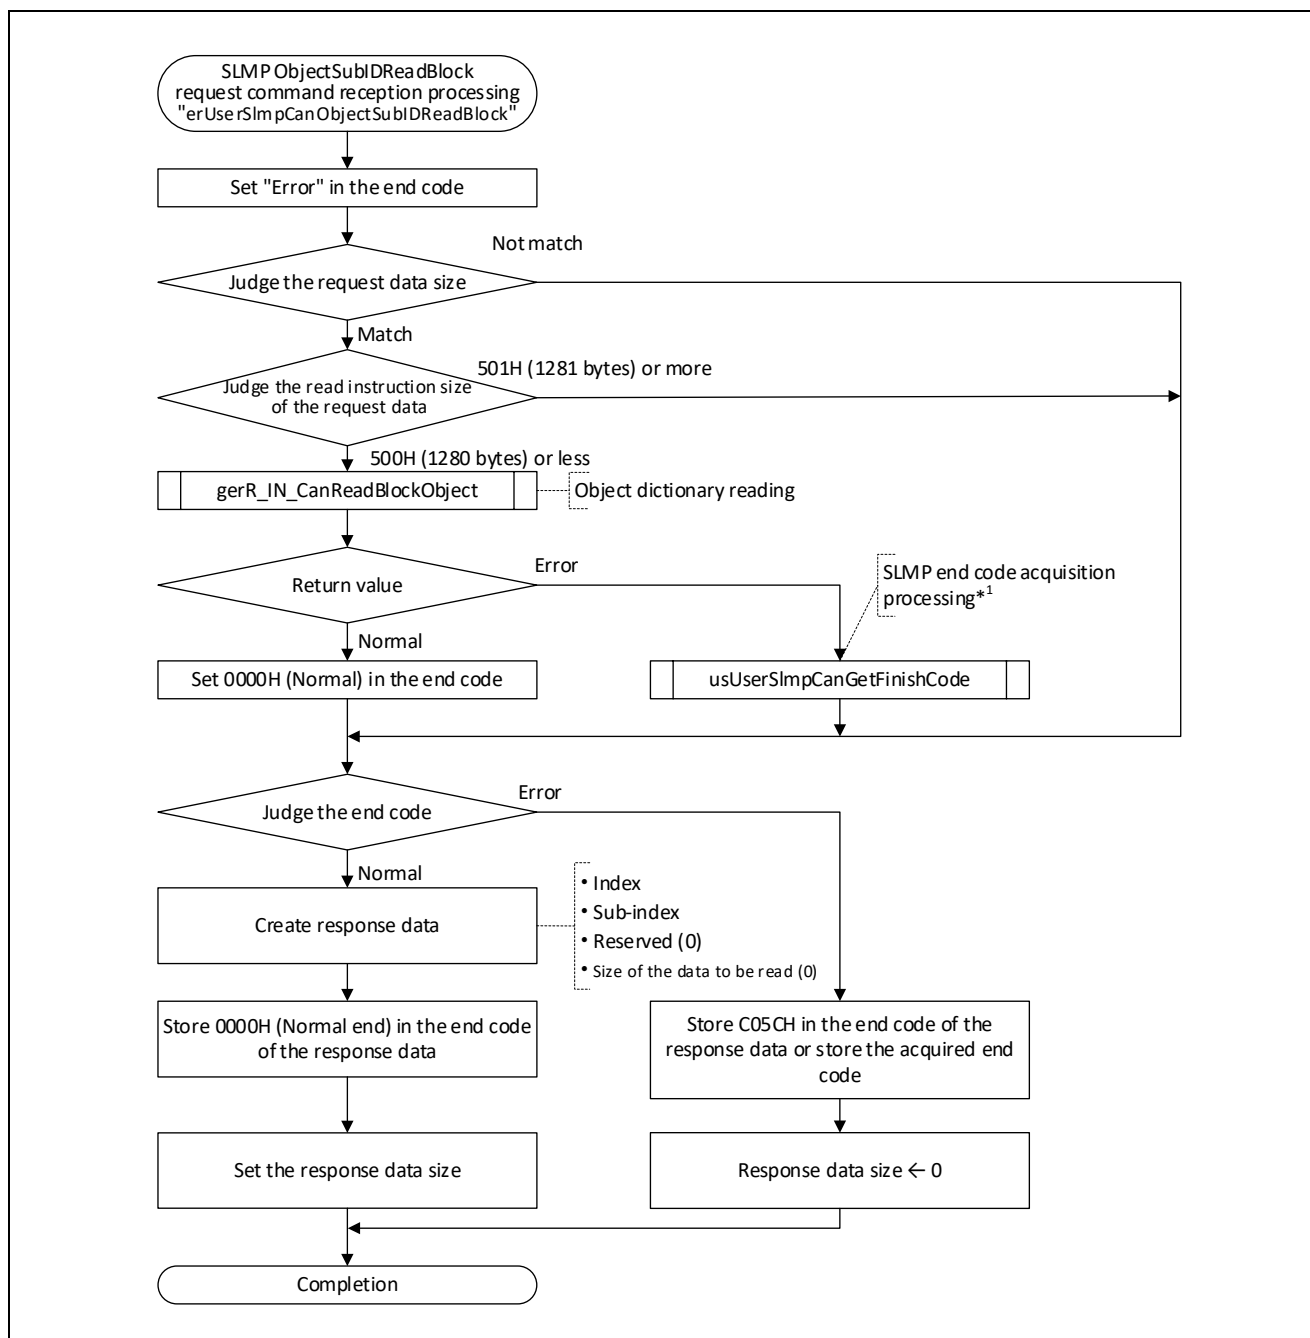 SLMP ObjectSubIDReadBlock
request command reception processing
"erUserSlmpCanObjectSubIDReadBlock"
Set "Error" in the end code
Not match
Judge the request data size
Match
501H (1281 bytes) or more
Judge the read instruction size
of the request data
500H (1280 bytes) or less
gerR_IN_CanReadBlockObject
Object dictionary reading
Error
Return value
SLMP end code acquisition
processing*1
Normal
Set 0000H (Normal) in the end code
usUserSlmpCanGetFinishCode
Error
Judge the end code
Normal
Create response data
• Index
• Sub-index
• Reserved (0)
• Size of the data to be read (0)
Store 0000H (Normal end) in the end code
of the response data
Store C05CH in the end code of the
response data or store the acquired end
code
Set the response data size
Response data size ← 0
Completion